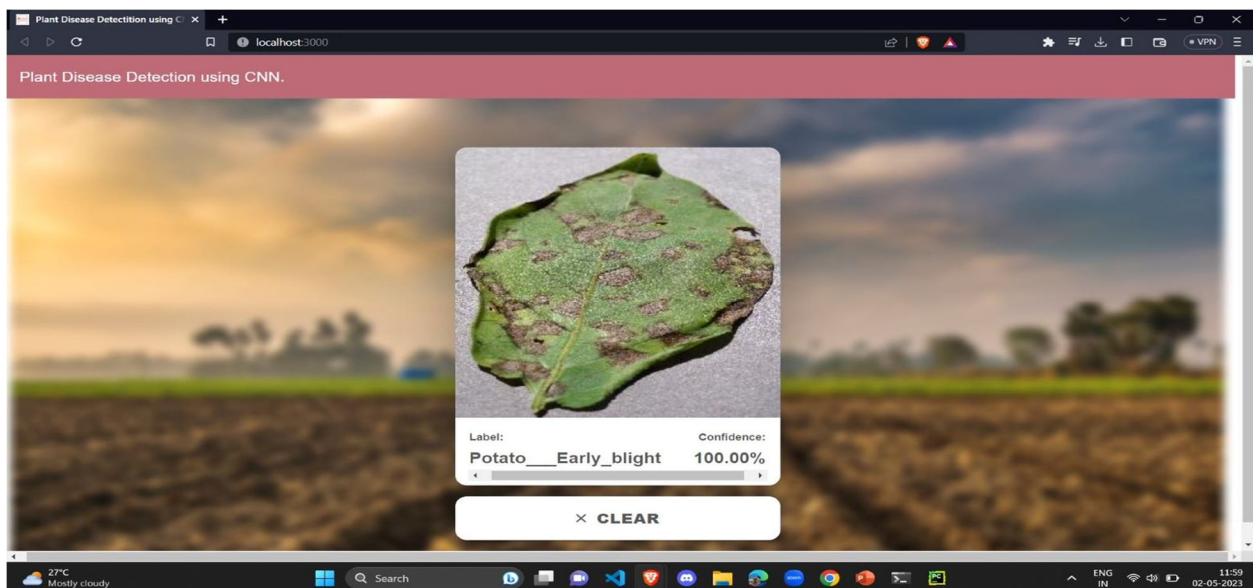 Plant Disease Detectition using C
localhost:3000
VPN
Plant Disease Detection using CNN.
Label:
Confidence:
Potato___Early_blight
100.00%
× CLEAR
27°C
Mostly cloudy
Search
ENG
IN
11:59
02-05-2023